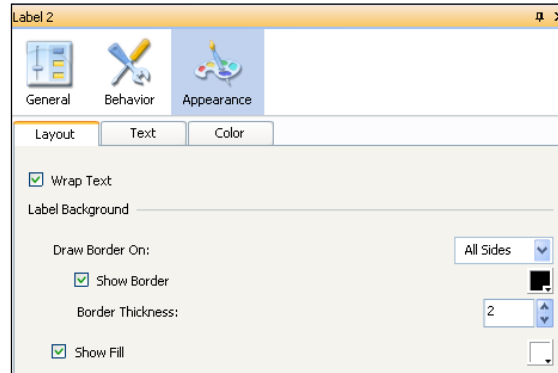 Label 2
General Behavior Appearance
Layout Text Color
Wrap Text
Label Background
Draw Border On: All Sides
Show Border
Border Thickness: 2
Show Fill